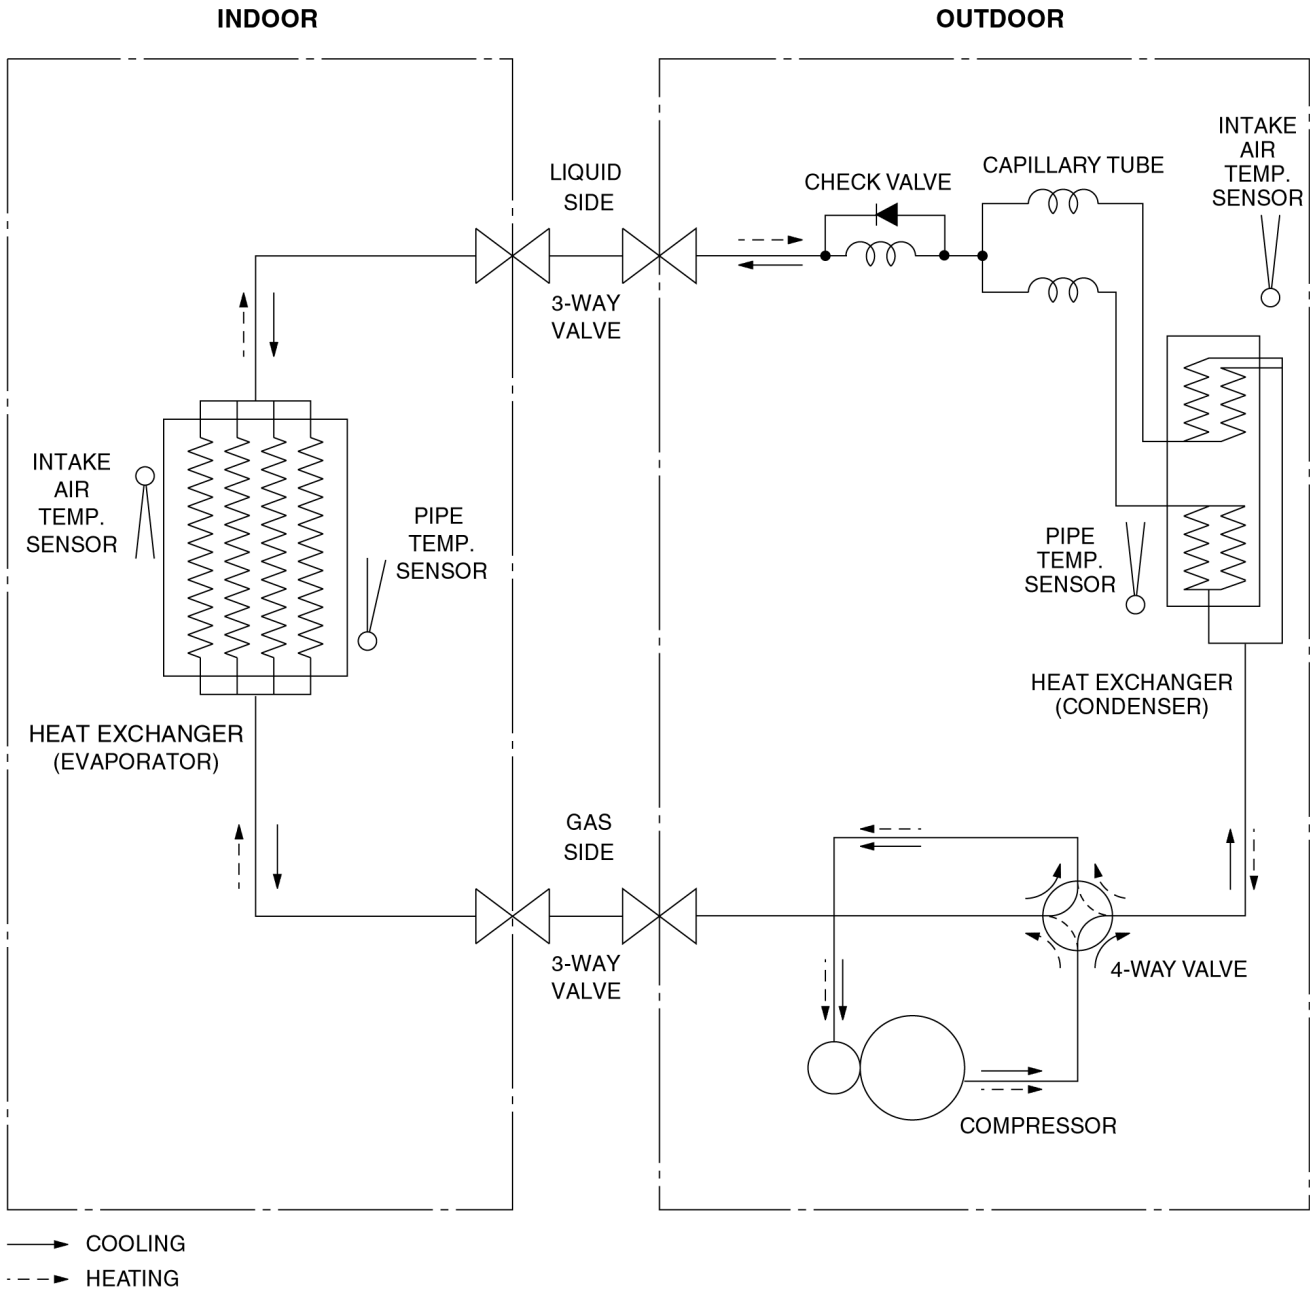 INDOOR
OUTDOOR
INTAKE
AIR
TEMP.
SENSOR
CAPILLARY TUBE
CHECK VALVE
LIQUID
SIDE
3-WAY
VALVE
INTAKE
AIR
TEMP.
SENSOR
PIPE
TEMP.
SENSOR
PIPE
TEMP.
SENSOR
HEAT EXCHANGER
(CONDENSER)
HEAT EXCHANGER
(EVAPORATOR)
GAS
SIDE
3-WAY
VALVE
4-WAY VALVE
COMPRESSOR
COOLING
HEATING